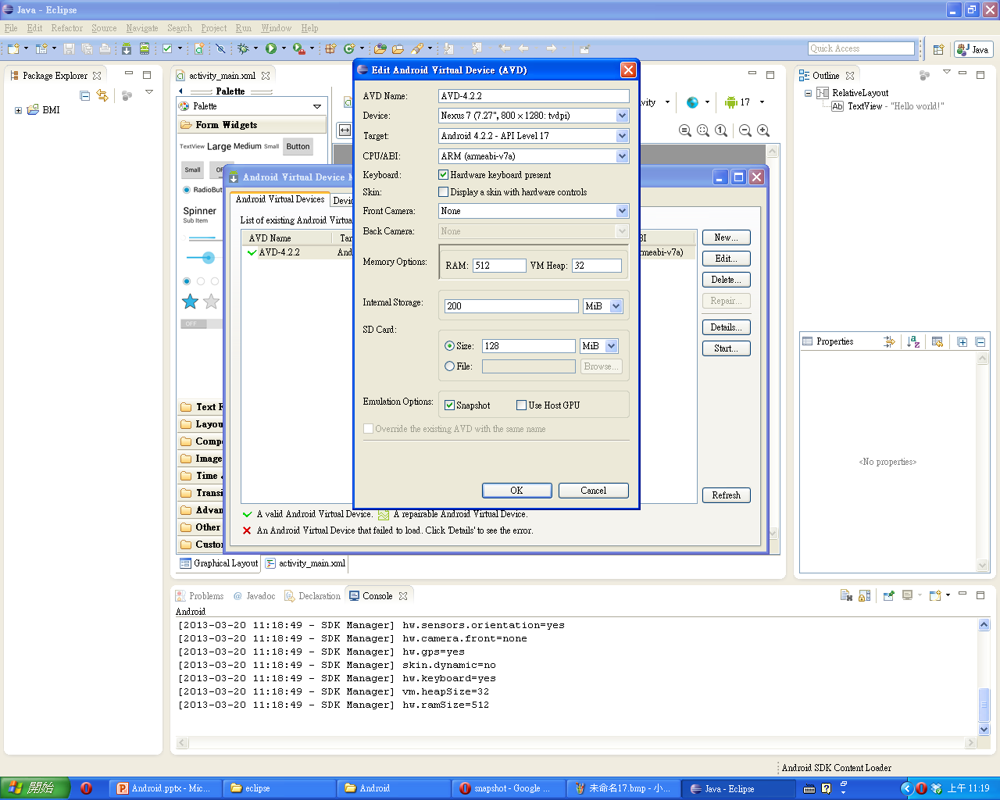 Java - Eclipse
File Edit Refactor Source Navigate Search Project Run Window Help
Quick Access
Java
Package Explorer
BMI
activity_main.xml
Palette
Palette
Form Widgets
TextView Large Medium Small Button
Small
OFF
RadioBut
Spinner
Sub Item
OFF
Text F
Layou
Compo
Image
Time &
Transi
Advan
Other
Custo
Graphical Layout
activity_main.xml
17
Android Virtual Device M
Android Virtual Devices
Devic
List of existing Android Virtua
AVD Name
Tar
BI
AVD-4.2.2
And
rmeabi-v7a)
New...
Edit...
Delete...
Repair...
Details...
Start...
Refresh
A valid Android Virtual Device.
A repairable Android Virtual Device.
An Android Virtual Device that failed to load. Click 'Details' to see the error.
Edit Android Virtual Device (AVD)
AVD Name: AVD-4.2.2
Device: Nexus 7 (7.27", 800 × 1280: tvdpi)
Target: Android 4.2.2 - API Level 17
CPU/ABI: ARM (armeabi-v7a)
Keyboard: Hardware keyboard present
Skin: Display a skin with hardware controls
Front Camera: None
Back Camera: None
Memory Options: RAM: 512 VM Heap: 32
Internal Storage: 200 MiB
SD Card:
Size: 128 MiB
File: Browse...
Emulation Options: Snapshot Use Host GPU
Override the existing AVD with the same name
OK Cancel
ivity
Outline
RelativeLayout
Ab TextView - "Hello world!"
Properties
<No properties>
Problems @ Javadoc Declaration Console
Android
[2013-03-20 11:18:49 - SDK Manager] hw.sensors.orientation=yes
[2013-03-20 11:18:49 - SDK Manager] hw.camera.front=none
[2013-03-20 11:18:49 - SDK Manager] hw.gps=yes
[2013-03-20 11:18:49 - SDK Manager] skin.dynamic=no
[2013-03-20 11:18:49 - SDK Manager] hw.keyboard=yes
[2013-03-20 11:18:49 - SDK Manager] vm.heapSize=32
[2013-03-20 11:18:49 - SDK Manager] hw.ramSize=512
Android SDK Content Loader
開始
Android.pptx - Mic...
eclipse
Android
snapshot - Google ...
未命名17.bmp - 小...
Java - Eclipse
上午 11:19